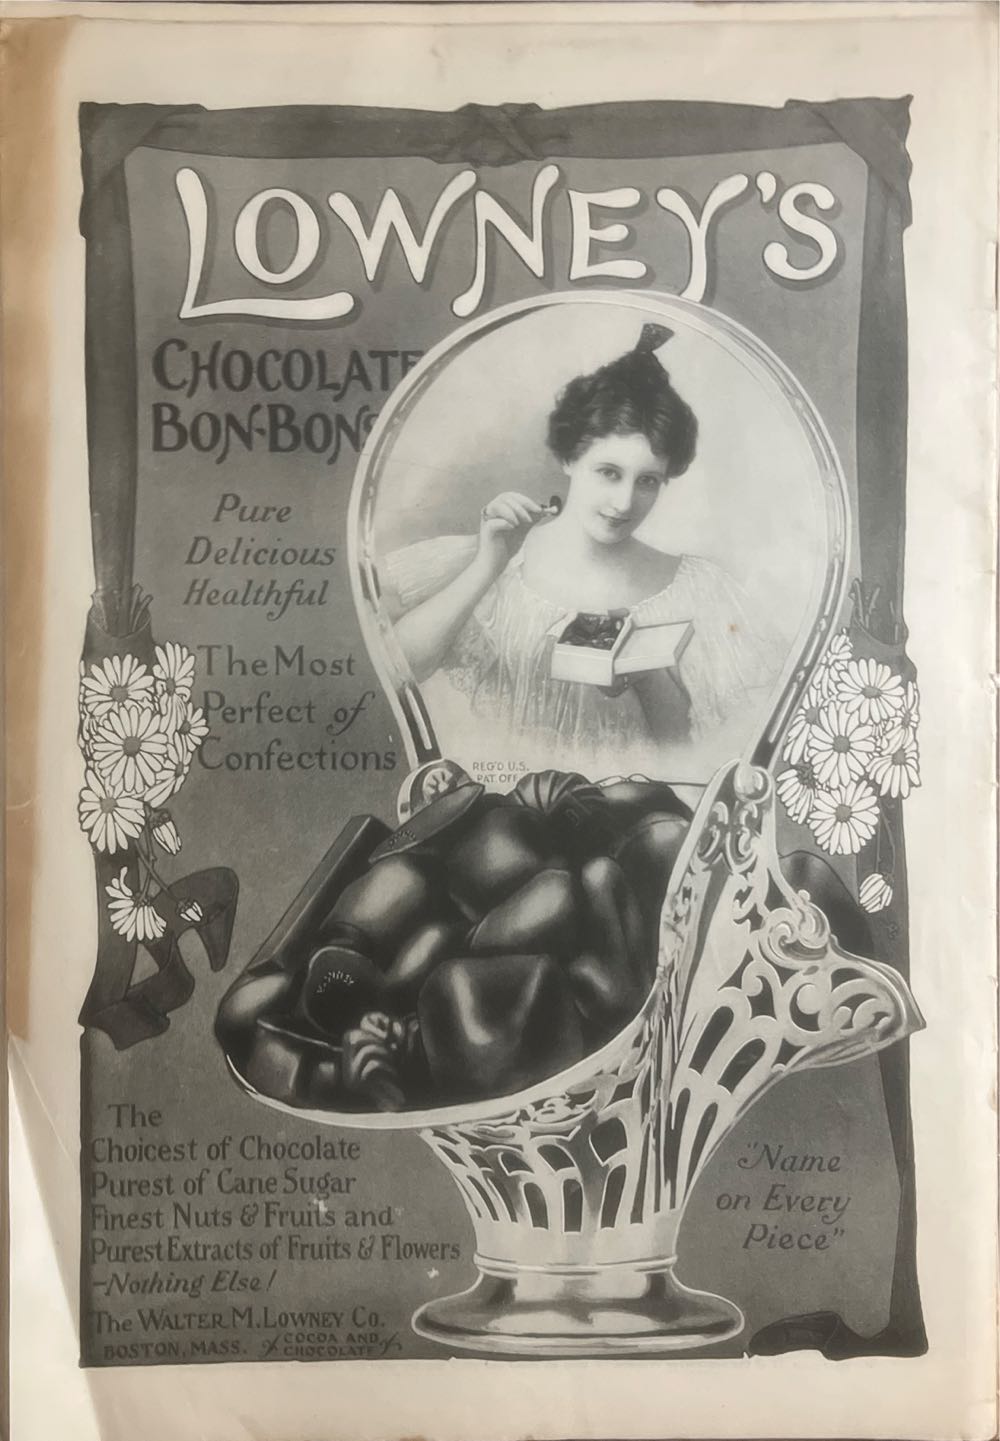 LOWNEY'S
CHOCOLATE
BON-BONS
Pure
Delicious
Healthful
The Most
Perfect of
Confections
REG'D U.S.
PAT. OFF.
LOWNEY
The
Choicest of Chocolate
Purest of Cane Sugar
Finest Nuts & Fruits and
Purest Extracts of Fruits & Flowers
-Nothing Else!
The WALTER M. LOWNEY Co.
BOSTON, MASS. COCOA AND
CHOCOLATE
"Name
on Every
Piece"